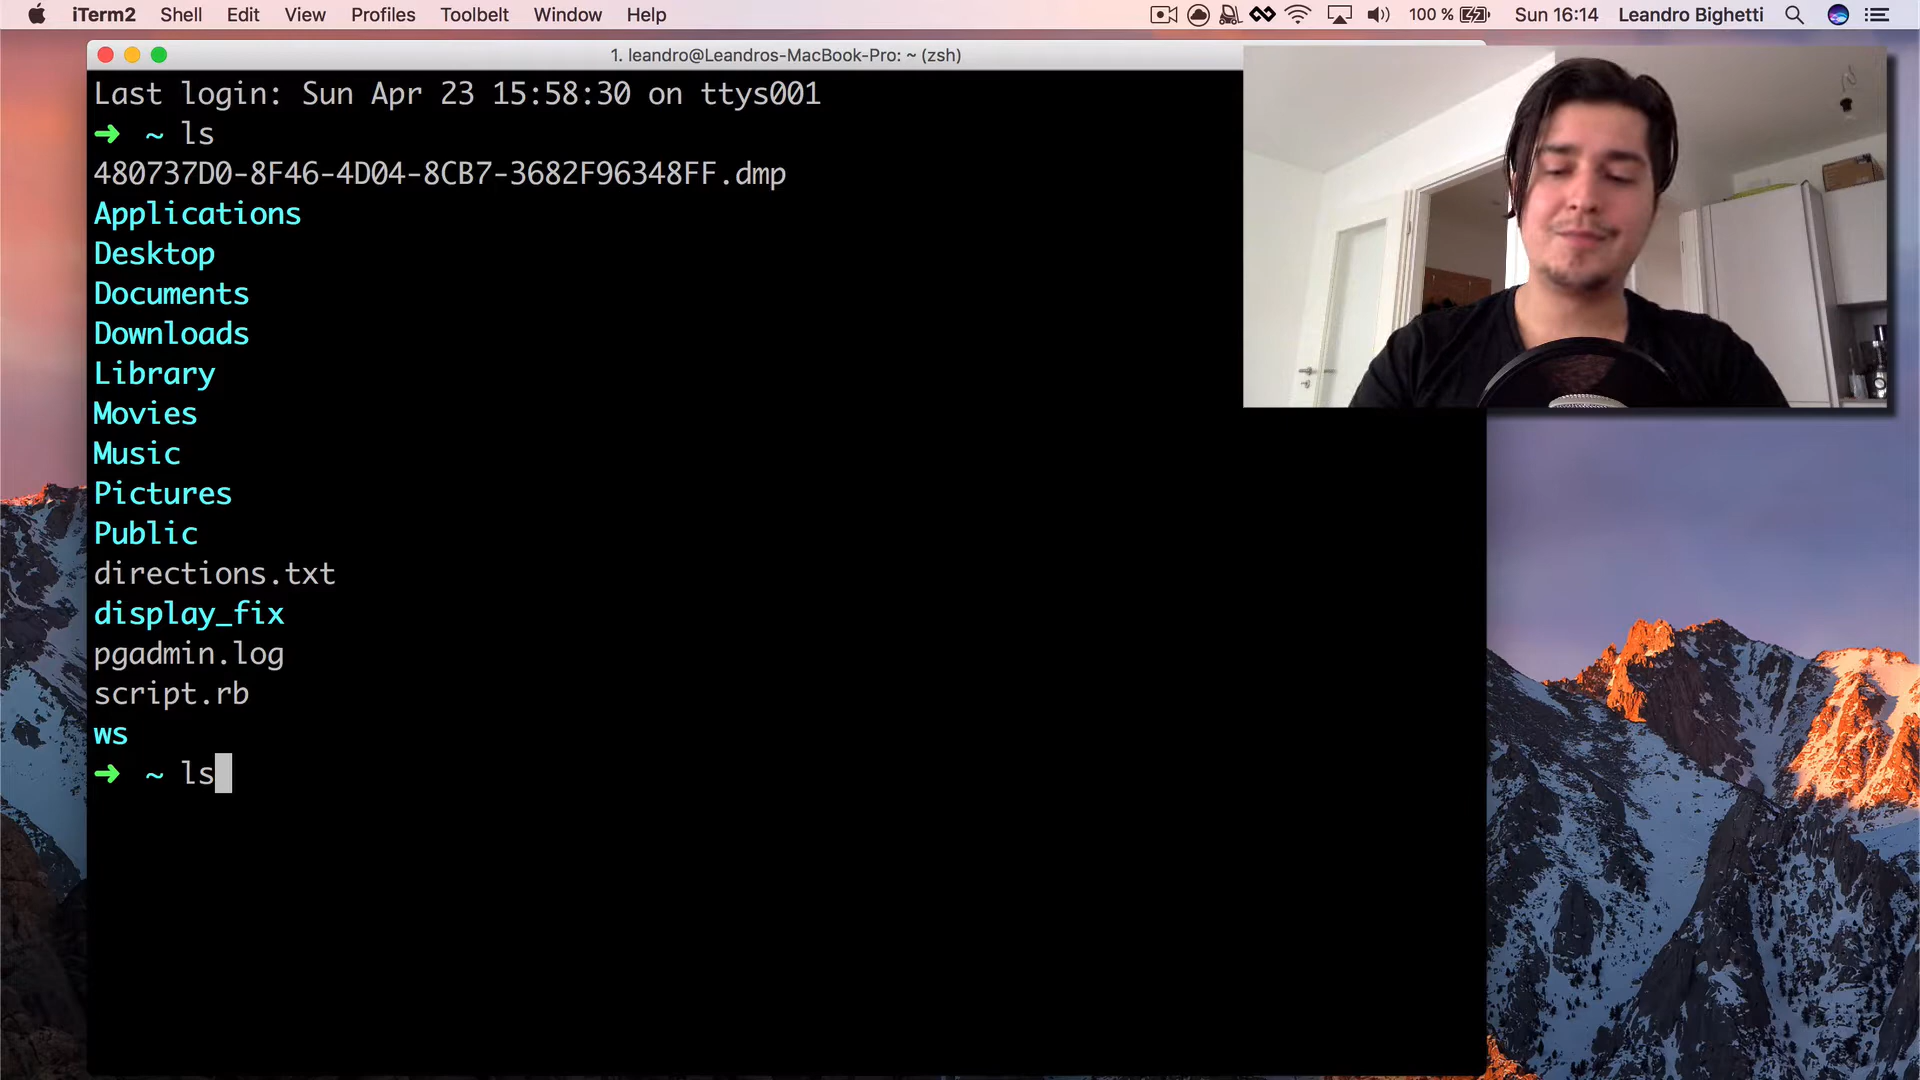 iTerm2 Shell Edit View Profiles Toolbelt Window Help 100 % Sun 16:14 Leandro Bighetti
1. leandro@Leandros-MacBook-Pro: ~ (zsh)
Last login: Sun Apr 23 15:58:30 on ttys001
➜ ~ ls
480737D0-8F46-4D04-8CB7-3682F96348FF.dmp
Applications
Desktop
Documents
Downloads
Library
Movies
Music
Pictures
Public
directions.txt
display_fix
pgadmin.log
script.rb
ws
➜ ~ ls